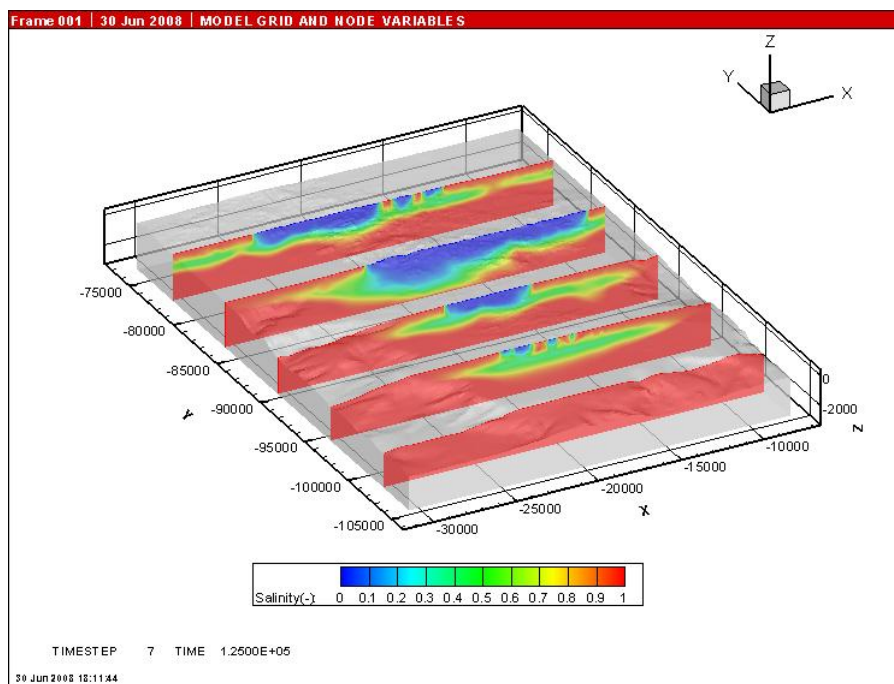 Frame 001 | 30 Jun 2008 | MODEL GRID AND NODE VARIABLES
Z
Y
X
-75000
-80000
-85000
-90000
-95000
-100000
-105000
Y
0
-2000
Z
-10000
-15000
-20000
-25000
-30000
X
Salinity(-): 0 0.1 0.2 0.3 0.4 0.5 0.6 0.7 0.8 0.9 1
TIMESTEP 7 TIME 1.2500E+05
30 Jun 2008 18:11:44